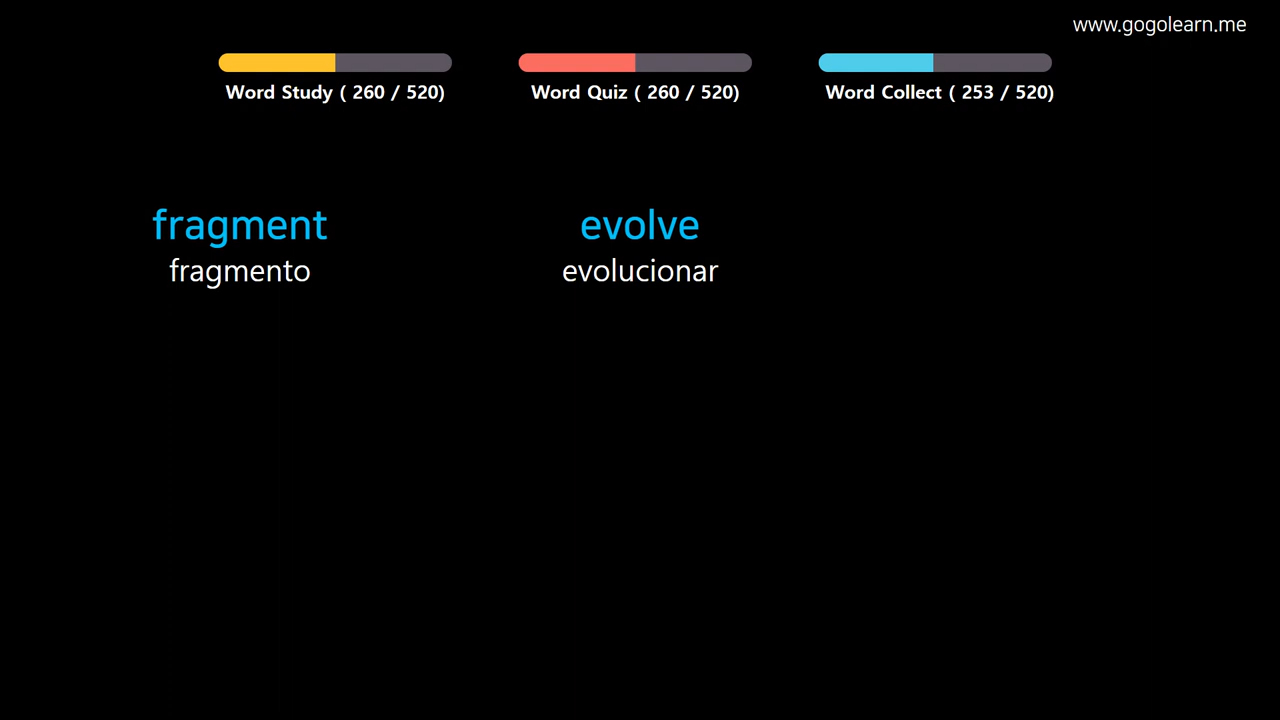 www.gogolearn.me
Word Study ( 260 / 520)
Word Quiz ( 260 / 520)
Word Collect ( 253 / 520)
fragment
fragmento
evolve
evolucionar